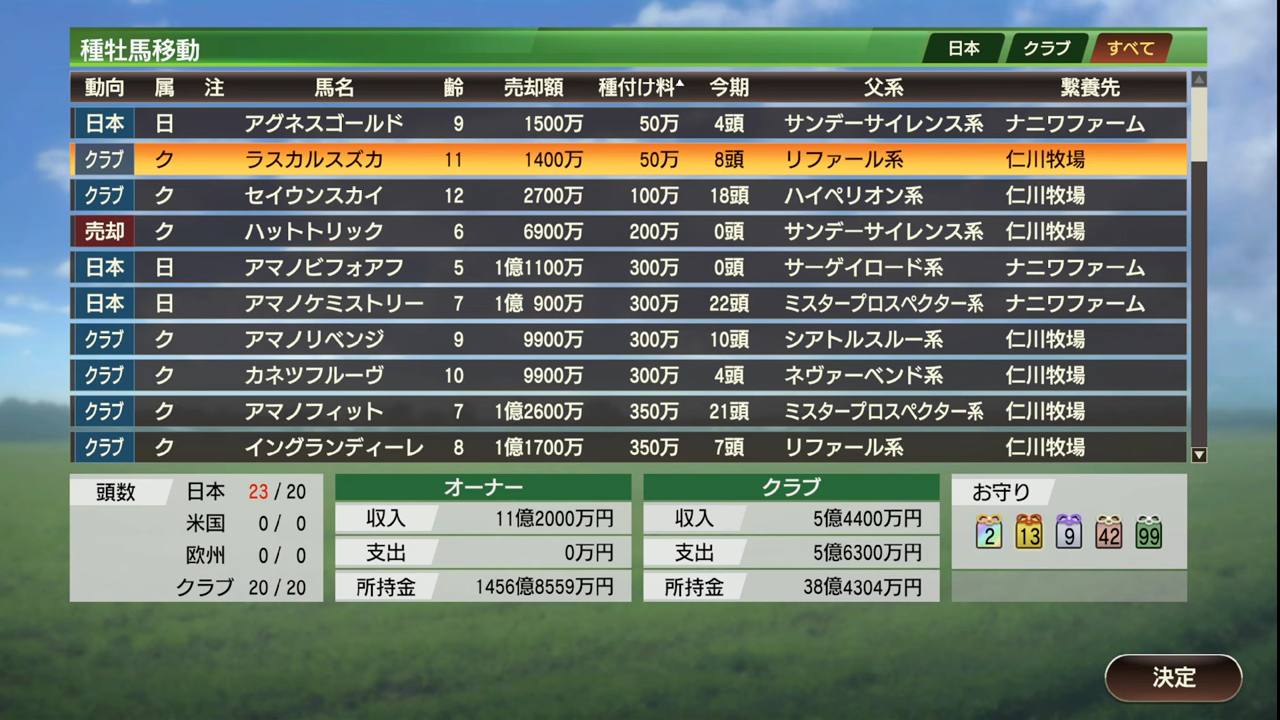 種牡馬移動 日本 クラブ すべて
動向 属 注 馬名 齢 売却額 種付け料▲ 今期 父系 繋養先
日本 日 アグネスゴールド 9 1500万 50万 4頭 サンデーサイレンス系 ナニワファーム
クラブ ク ラスカルスズカ 11 1400万 50万 8頭 リファール系 仁川牧場
クラブ ク セイウンスカイ 12 2700万 100万 18頭 ハイペリオン系 仁川牧場
売却 ク ハットトリック 6 6900万 200万 0頭 サンデーサイレンス系 仁川牧場
日本 日 アマノビフォアフ 5 1億1100万 300万 0頭 サーゲイロード系 ナニワファーム
日本 日 アマノケミストリー 7 1億 900万 300万 22頭 ミスタープロスペクター系 ナニワファーム
クラブ ク アマノリベンジ 9 9900万 300万 10頭 シアトルスルー系 仁川牧場
クラブ ク カネツフルーヴ 10 9900万 300万 4頭 ネヴァーベンド系 仁川牧場
クラブ ク アマノフィット 7 1億2600万 350万 21頭 ミスタープロスペクター系 仁川牧場
クラブ ク イングランディーレ 8 1億1700万 350万 7頭 リファール系 仁川牧場
頭数 日本 23/20
米国 0/ 0
欧州 0/ 0
クラブ 20/20
オーナー
収入 11億2000万円
支出 0万円
所持金 1456億8559万円
クラブ
収入 5億4400万円
支出 5億6300万円
所持金 38億4304万円
お守り
2 13 9 42 99
決定